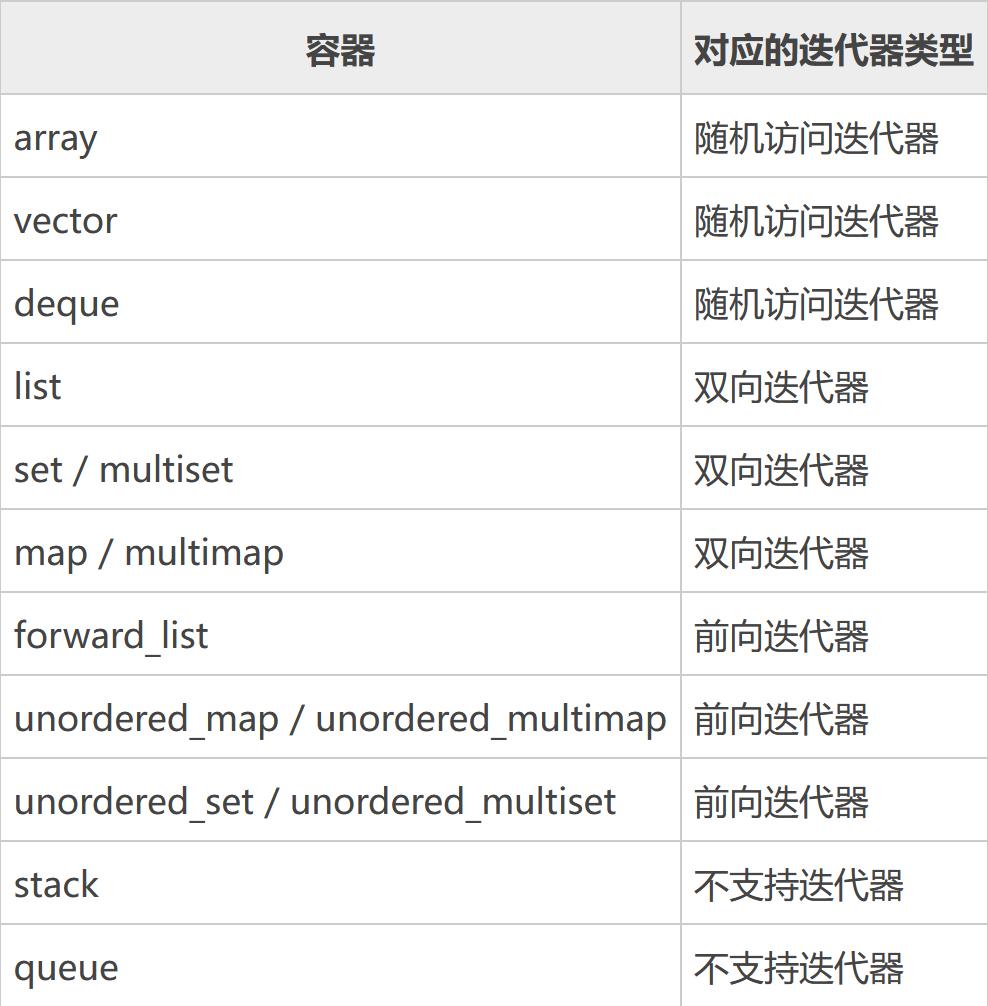 容器 对应的迭代器类型
array 随机访问迭代器
vector 随机访问迭代器
deque 随机访问迭代器
list 双向迭代器
set / multiset 双向迭代器
map / multimap 双向迭代器
forward_list 前向迭代器
unordered_map / unordered_multimap 前向迭代器
unordered_set / unordered_multiset 前向迭代器
stack 不支持迭代器
queue 不支持迭代器